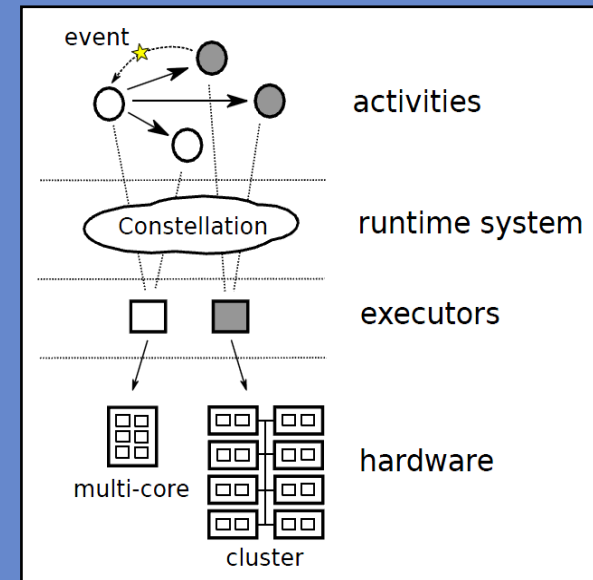 event
activities
Constellation
runtime system
executors
hardware
multi-core
cluster